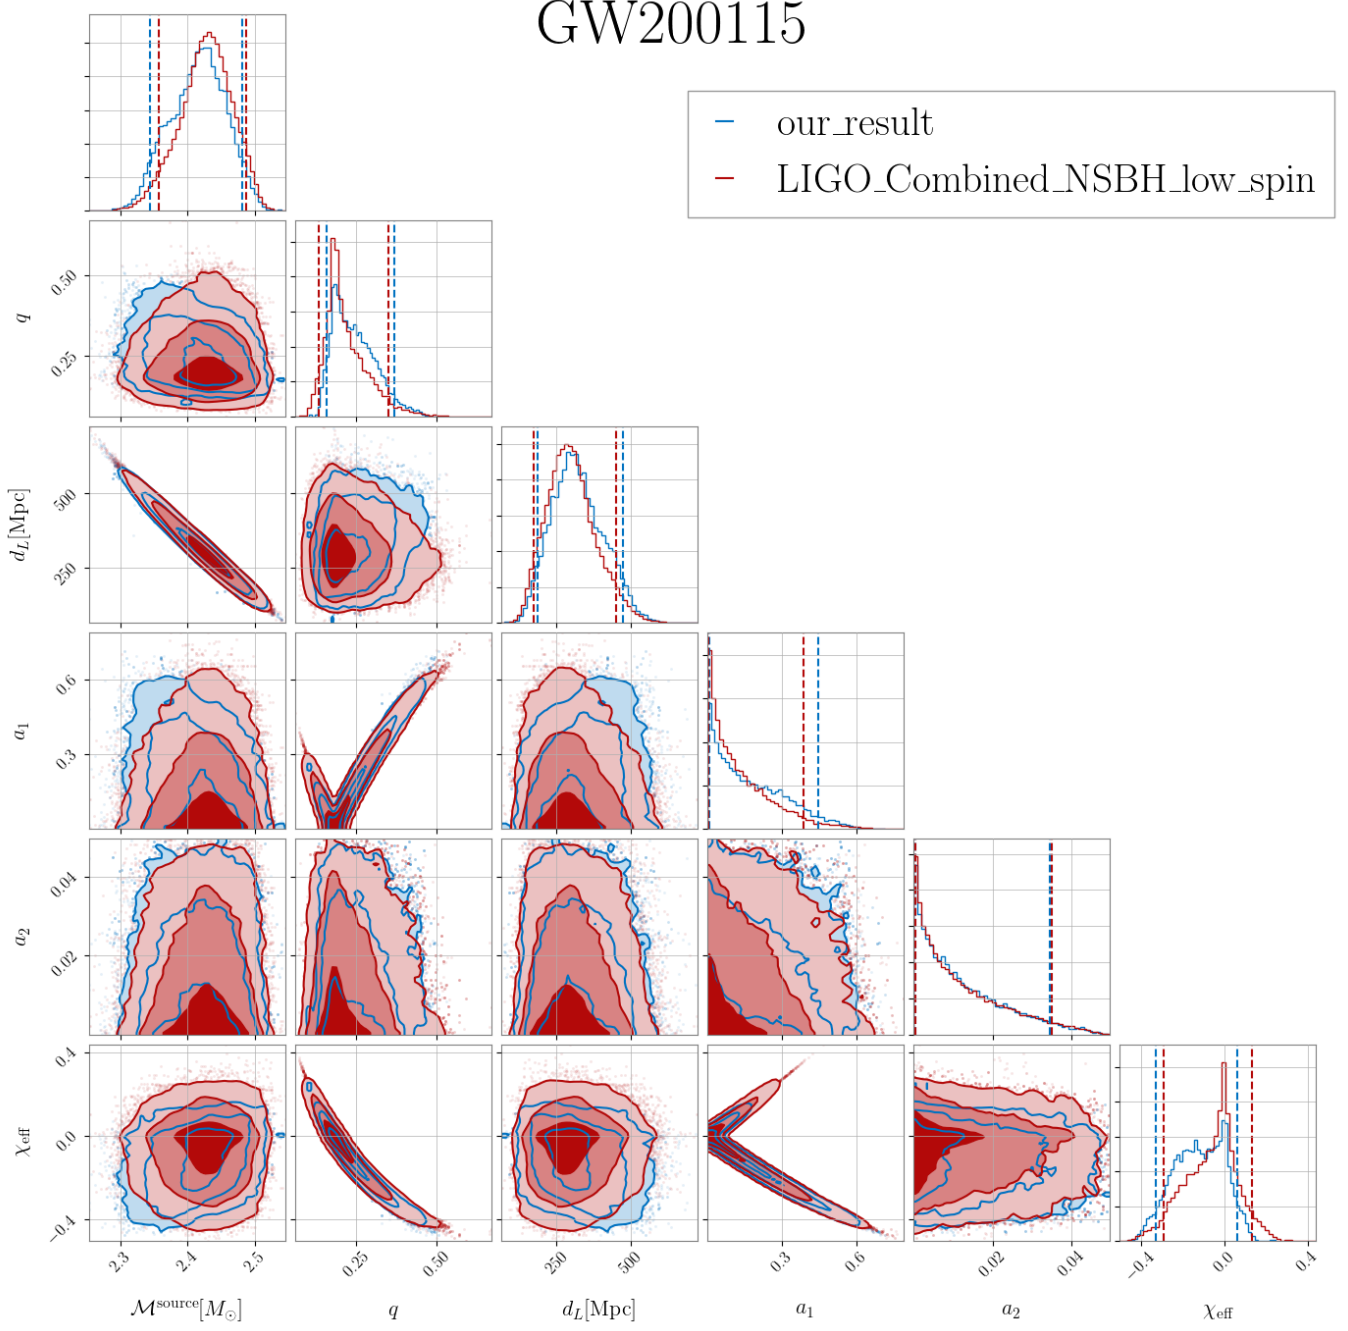 GW200115
our_result
LIGO_Combined_NSBH_low_spin
0.50
0.25
q
500
250
d_L[Mpc]
0.6
0.3
a_1
0.04
0.02
a_2
0.4
0.0
−0.4
χ_eff
2.3 2.4 2.5 0.25 0.50 250 500 0.3 0.6 0.02 0.04 −0.4 0.0 0.4
ℳ^source[M_⊙] q d_L[Mpc] a_1 a_2 χ_eff